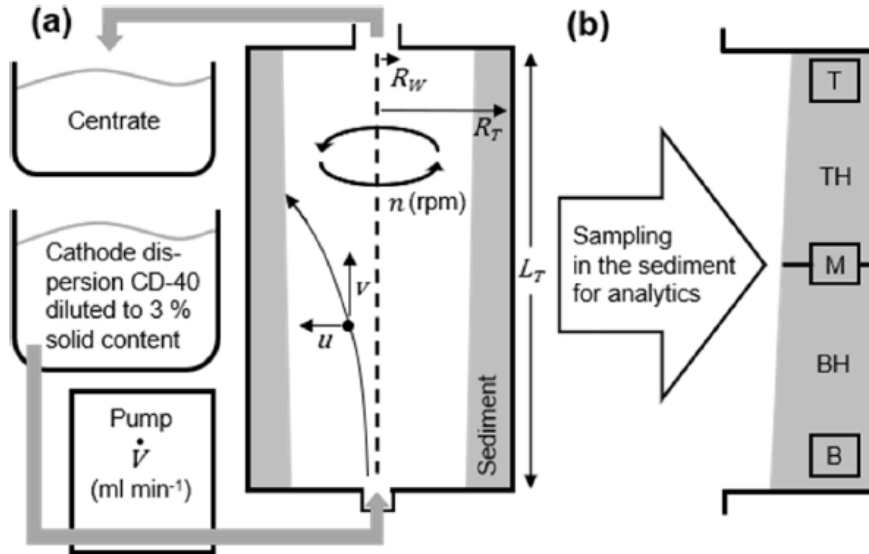 (a)
Centrate
Cathode dis-
persion CD-40
diluted to 3 %
solid content
Pump
V̇
(ml min⁻¹)
R_W
R_T
n (rpm)
v
u
L_T
Sediment
Sampling
in the sediment
for analytics
(b)
T
TH
M
BH
B